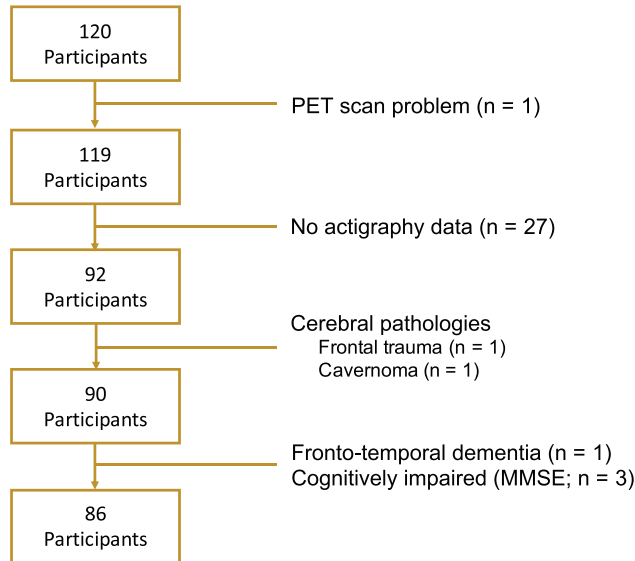 120
Participants
PET scan problem (n = 1)
119
Participants
No actigraphy data (n = 27)
92
Participants
Cerebral pathologies
Frontal trauma (n = 1)
Cavernoma (n = 1)
90
Participants
Fronto-temporal dementia (n = 1)
Cognitively impaired (MMSE; n = 3)
86
Participants